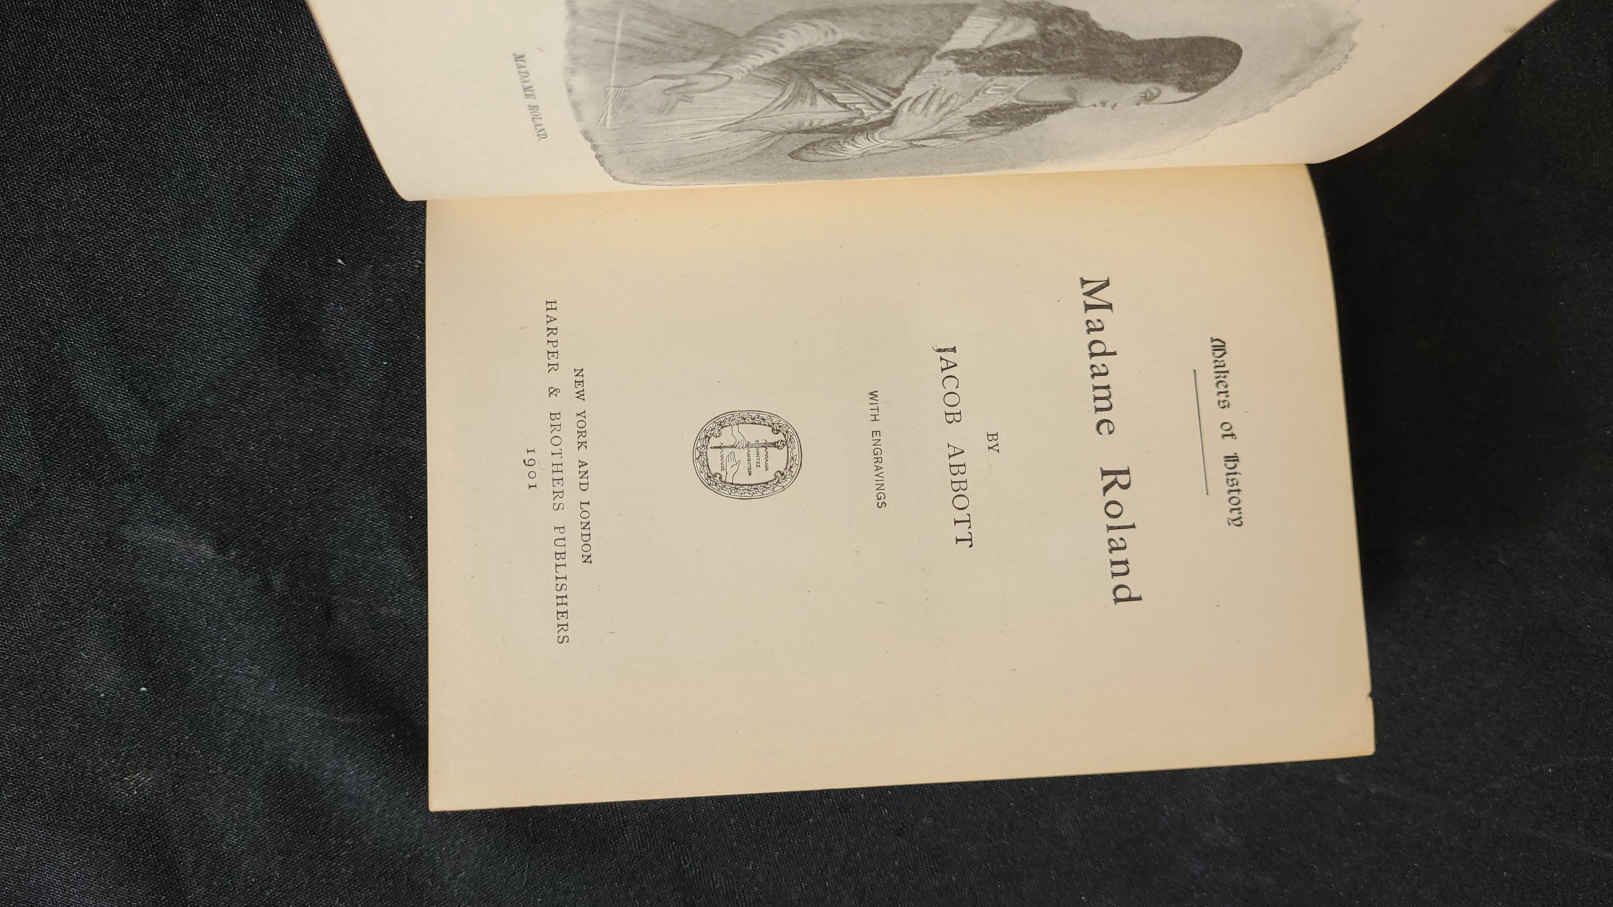 MADAME ROLAND.
Makers of History
Madame Roland
BY
JACOB ABBOTT
WITH ENGRAVINGS
NEW YORK AND LONDON
HARPER & BROTHERS PUBLISHERS
1901